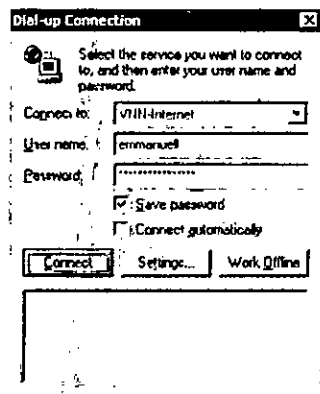 Dial-up Connection
Select the service you want to connect
to, and then enter your user name and
password.
Connect to: VNN-Internet
User name: emmanuell
Password: ***************
Save password
Connect automatically
Connect Settings... Work Offline